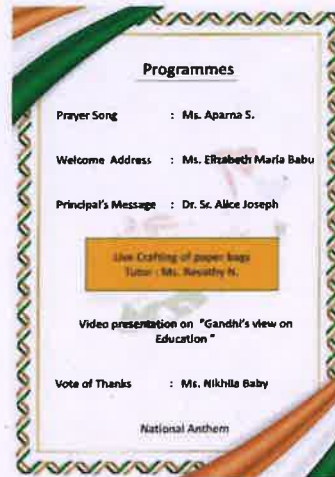 Programmes
Prayer Song : Ms. Aparna S.
Welcome Address : Ms. Elizabeth Maria Babu
Principal's Message : Dr. Sr. Alice Joseph
Live Crafting of paper bags
Tutor : Ms. Revathy N.
Video presentation on "Gandhi's view on
Education "
Vote of Thanks : Ms. Nikhila Baby
National Anthem